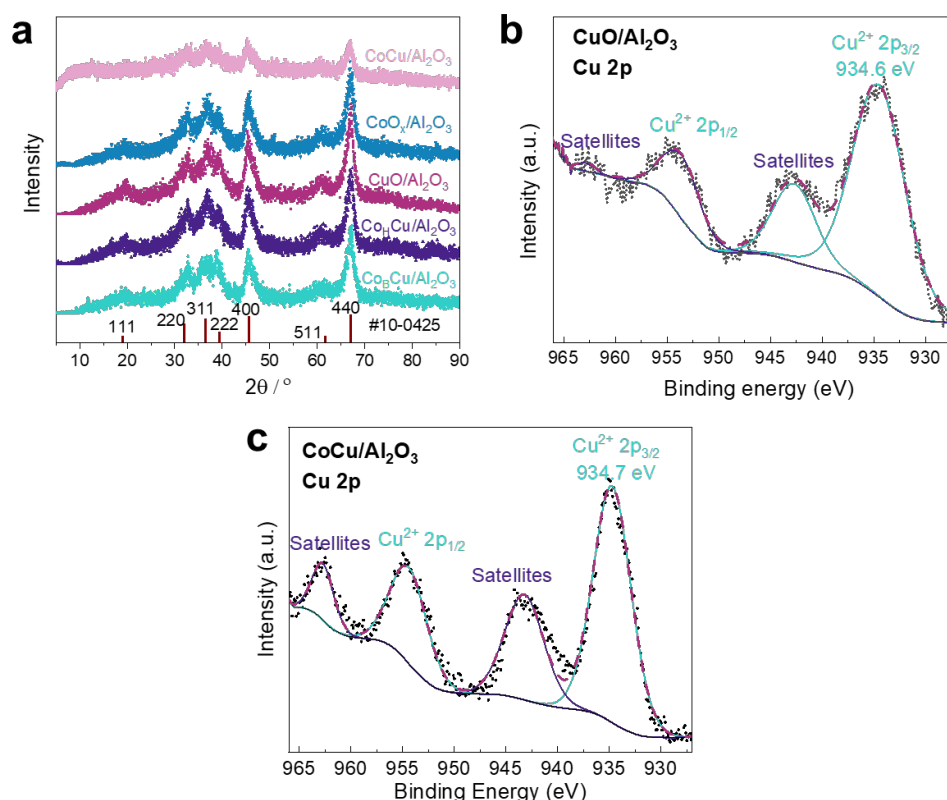 a
CoCu/Al₂O₃
CoOₓ/Al₂O₃
CuO/Al₂O₃
CoHCu/Al₂O₃
CoBCu/Al₂O₃
111
220
311
222
400
511
440
#10-0425
Intensity
10 20 30 40 50 60 70 80 90
2θ / °
b
CuO/Al₂O₃
Cu 2p
Cu²⁺ 2p₃/₂
934.6 eV
Satellites
Cu²⁺ 2p₁/₂
Satellites
Intensity (a.u.)
965 960 955 950 945 940 935 930
Binding energy (eV)
c
CoCu/Al₂O₃
Cu 2p
Cu²⁺ 2p₃/₂
934.7 eV
Satellites
Cu²⁺ 2p₁/₂
Satellites
Intensity (a.u.)
965 960 955 950 945 940 935 930
Binding Energy (eV)